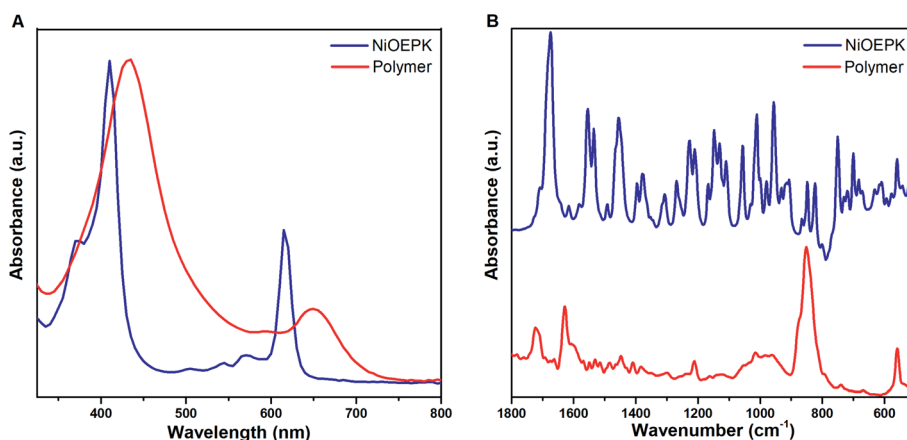 A
NiOEPK
Polymer
Absorbance (a.u.)
400 500 600 700 800
Wavelength (nm)
B
NiOEPK
Polymer
Absorbance (a.u.)
1800 1600 1400 1200 1000 800 600
Wavenumber (cm⁻¹)